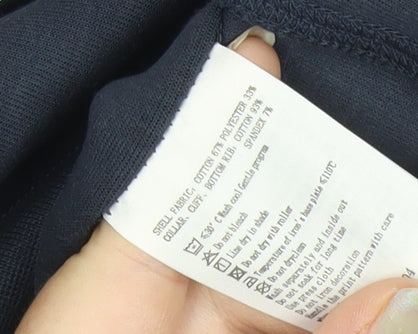 SHELL FABRIC: COTTON 67% POLYESTER 33%
COLLAR, CUFF, BOTTOM RIB: COTTON 93%
SPANDEX 7%
≤30°C Wash cool Gentle program
Do not bleach
Line dry in shade
Do not dry with roller
Temperature of iron's base plate ≤110℃
Do not dryclean
Wash separately and inside out
Do not soak for long time
Do not iron decoration
Handle the print pattern with care